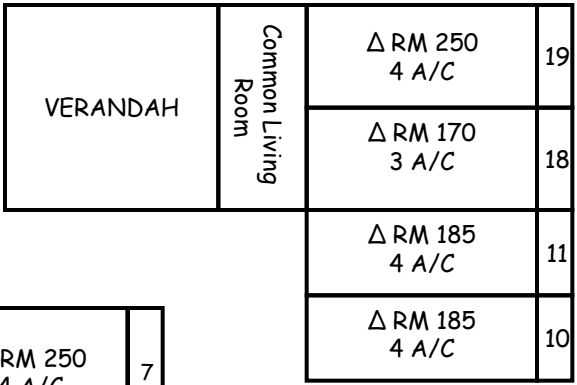 VERANDAH
Common Living
Room
Δ RM 250
4 A/C
19
Δ RM 170
3 A/C
18
Δ RM 185
4 A/C
11
Δ RM 185
4 A/C
10
RM 250
A/C
7